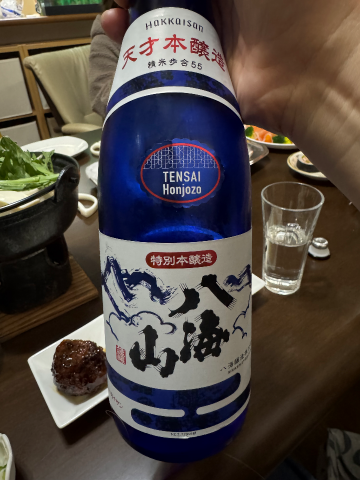 Hakkaisan
天才本醸造
精米歩合55
TENSAI
Honjozo
特別本醸造
八海山